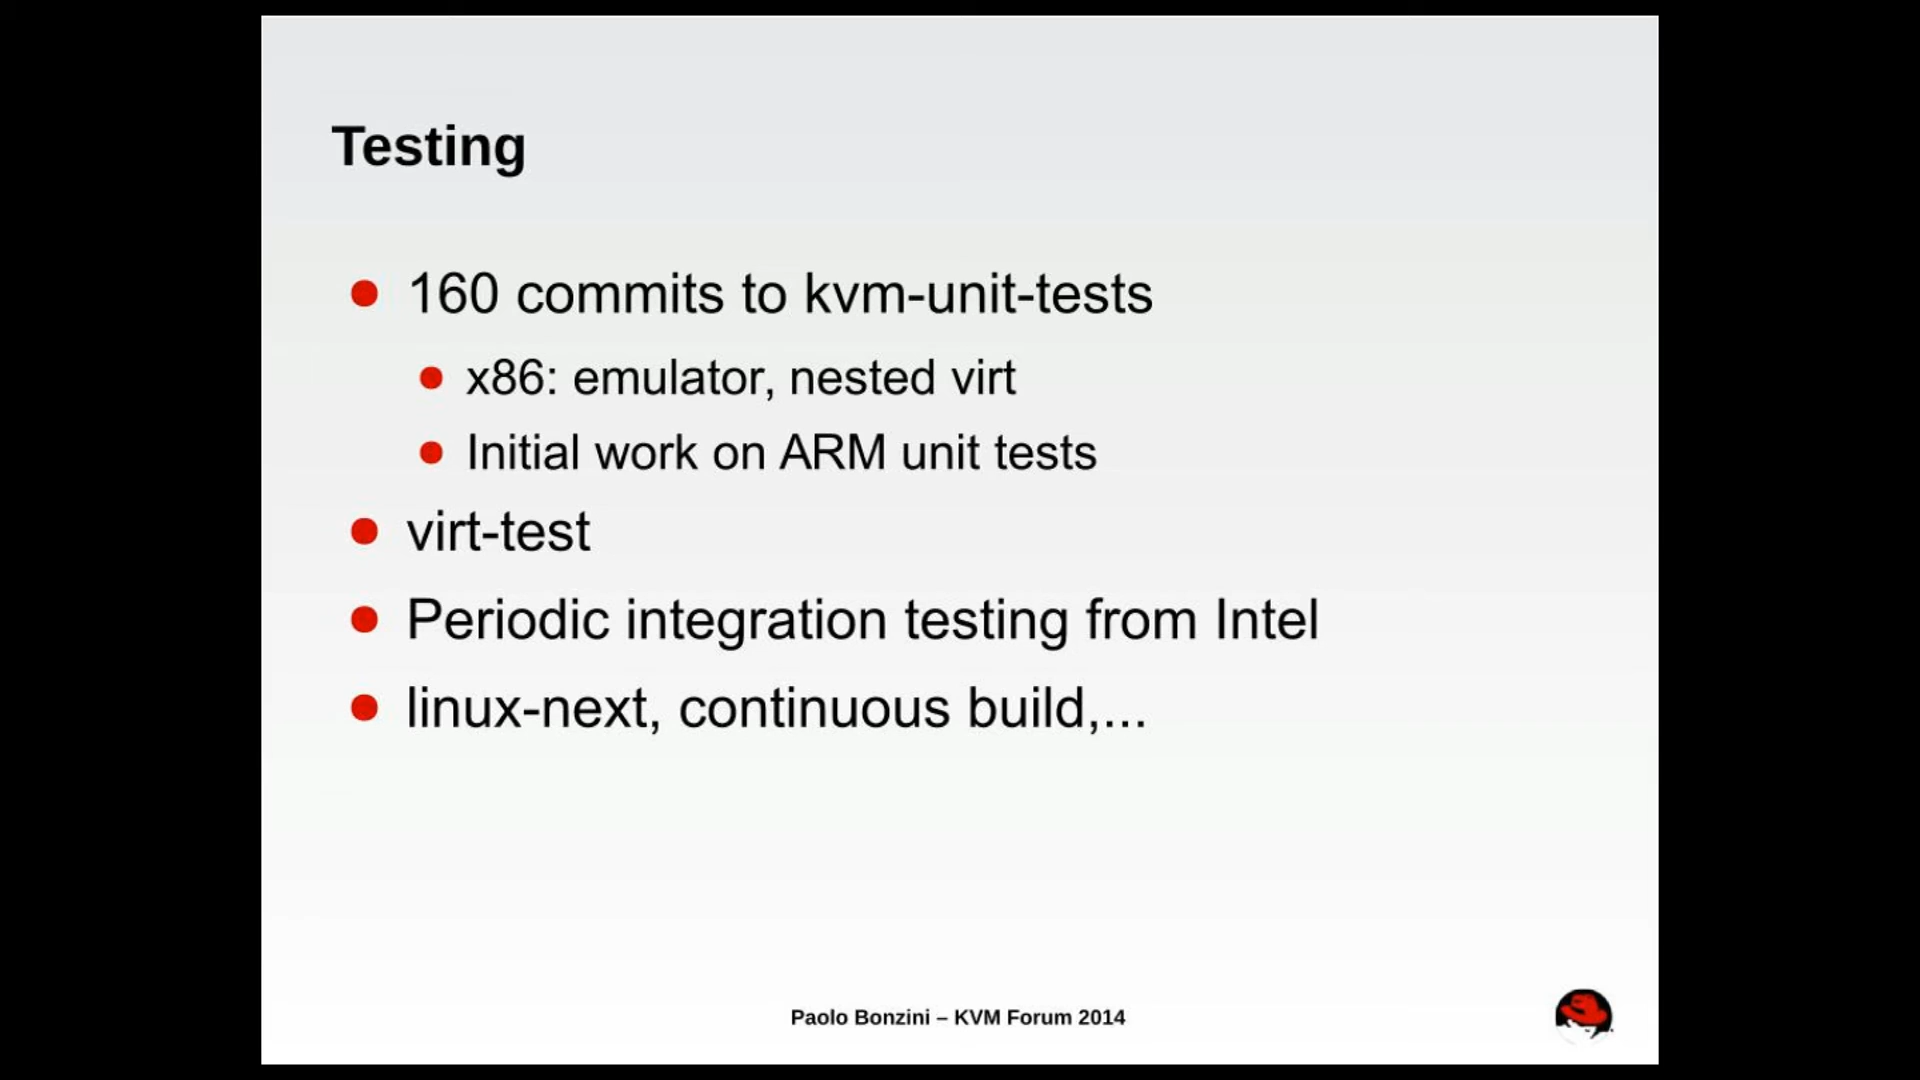 Testing
160 commits to kvm-unit-tests
x86: emulator, nested virt
Initial work on ARM unit tests
virt-test
Periodic integration testing from Intel
linux-next, continuous build,...
Paolo Bonzini – KVM Forum 2014